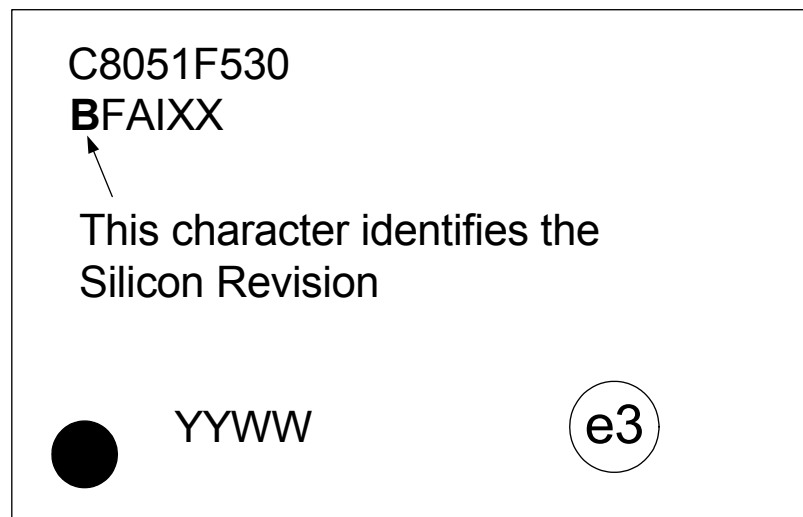 C8051F530
BFAIXX
This character identifies the
Silicon Revision
YYWW
e3